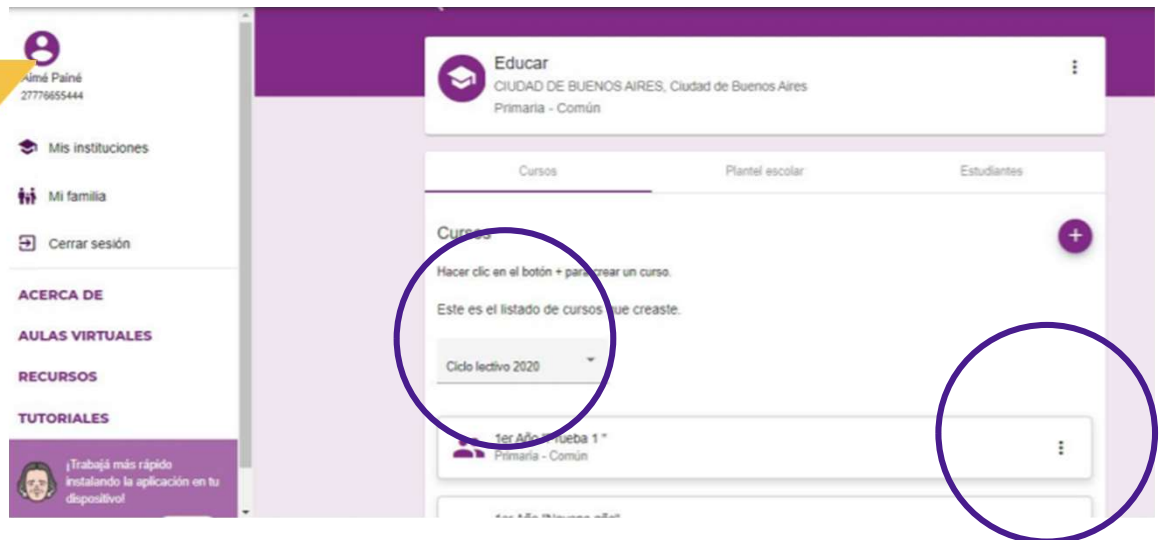 Aimé Painé
27776655444
Mis instituciones
Mi familia
Cerrar sesión
ACERCA DE
AULAS VIRTUALES
RECURSOS
TUTORIALES
¡Trabajá más rápido
instalando la aplicación en tu
dispositivo!
Educar
CIUDAD DE BUENOS AIRES, Ciudad de Buenos Aires
Primaria - Común
Cursos
Plantel escolar
Estudiantes
Cursos
+
Hacer clic en el botón + para crear un curso.
Este es el listado de cursos que creaste.
Ciclo lectivo 2020
1er Año "Prueba 1 "
Primaria - Común
1er Año